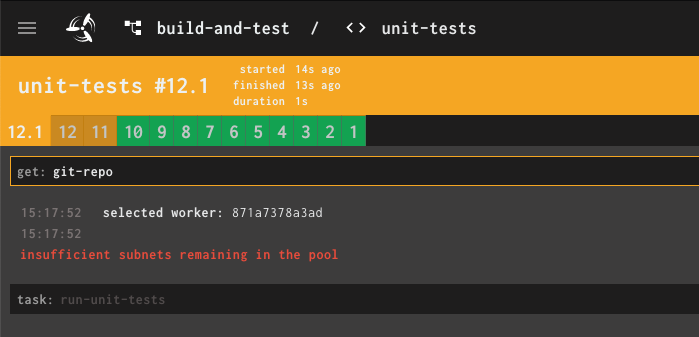 build-and-test / unit-tests
unit-tests #12.1
started 14s ago
finished 13s ago
duration 1s
12.1 12 11 10 9 8 7 6 5 4 3 2 1
get: git-repo
15:17:52 selected worker: 871a7378a3ad
15:17:52
insufficient subnets remaining in the pool
task: run-unit-tests